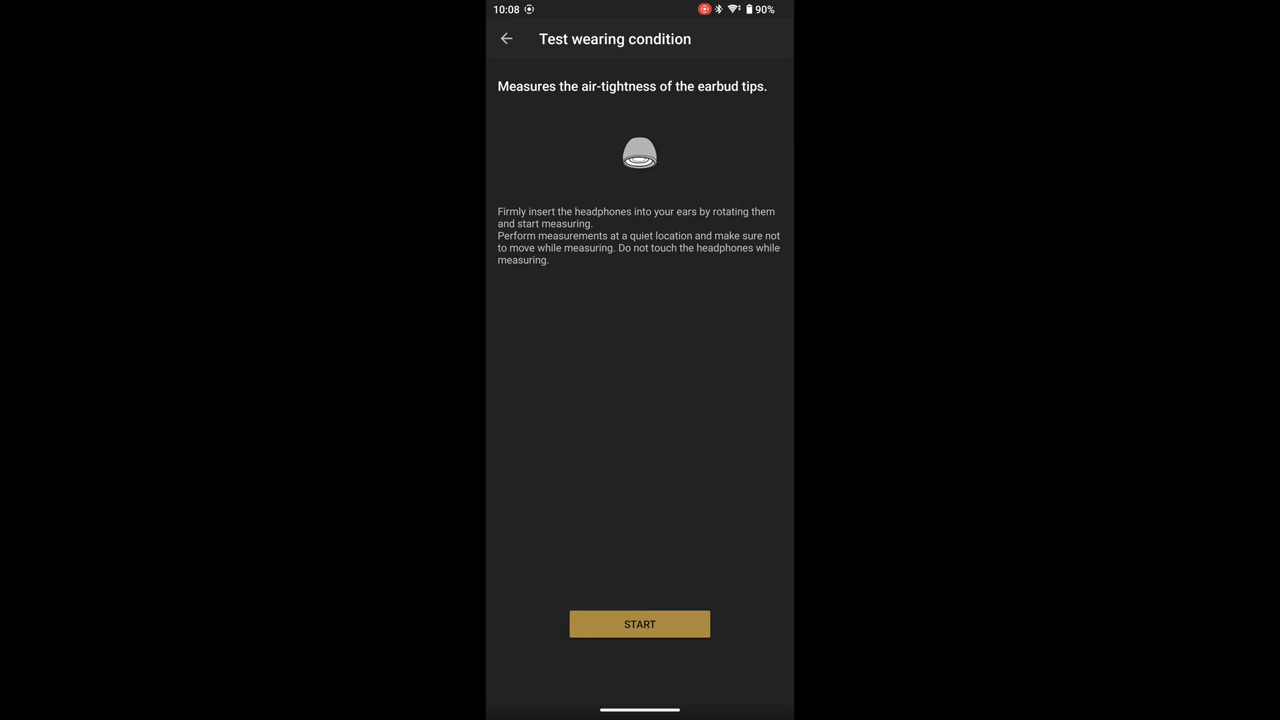 10:08 90%
Test wearing condition
Measures the air-tightness of the earbud tips.
Firmly insert the headphones into your ears by rotating them
and start measuring.
Perform measurements at a quiet location and make sure not
to move while measuring. Do not touch the headphones while
measuring.
START